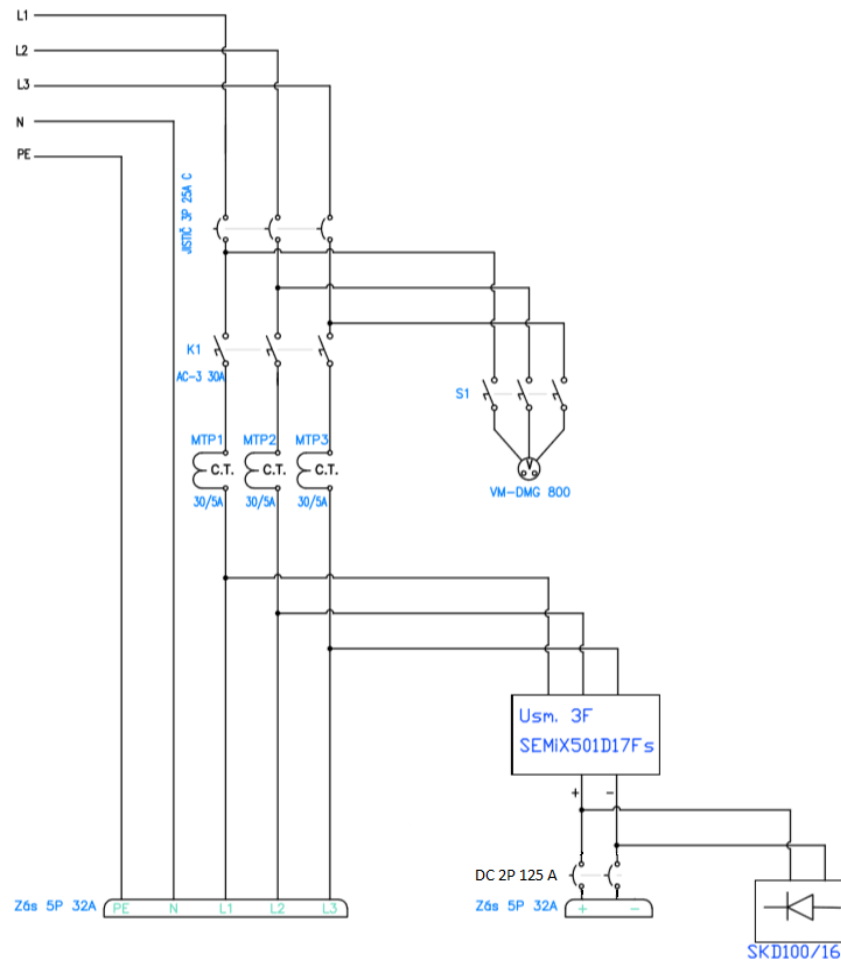 L1
L2
L3
N
PE
JISTIČ 3P 25A C
K1
AC-3 30A
S1
MTP1 MTP2 MTP3
C.T. C.T. C.T.
30/5A 30/5A 30/5A
V
VM-DMG 800
Usm. 3F
SEMiX501D17Fs
+ -
DC 2P 125 A
Zás 5P 32A PE N L1 L2 L3
Zás 5P 32A + -
SKD100/16